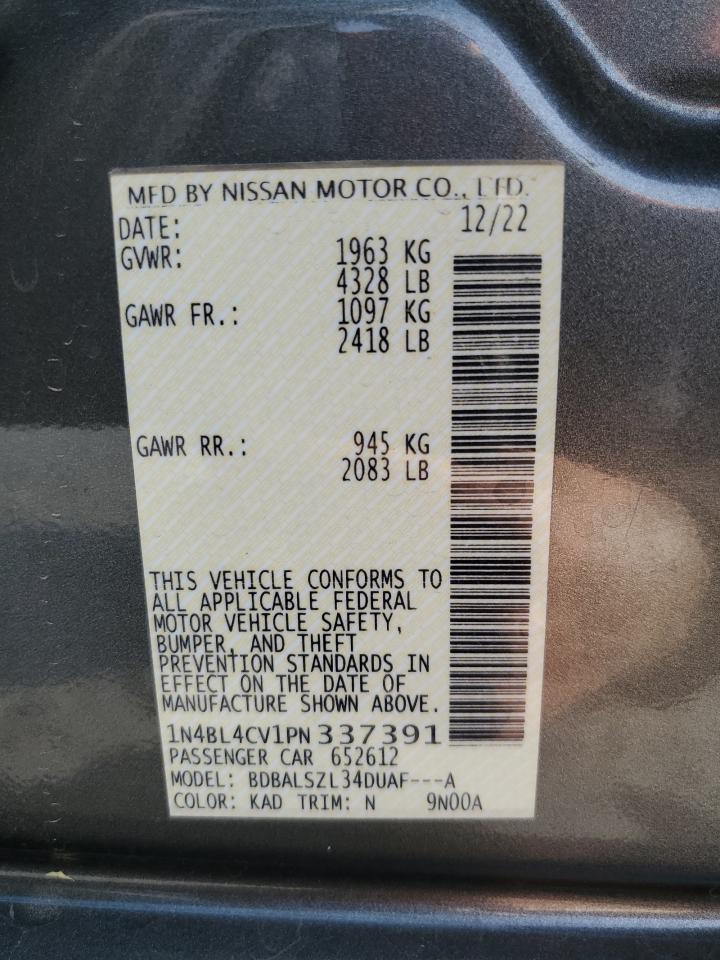 MFD BY NISSAN MOTOR CO., LTD.
DATE: 12/22
GVWR: 1963 KG
4328 LB
GAWR FR.: 1097 KG
2418 LB
GAWR RR.: 945 KG
2083 LB
THIS VEHICLE CONFORMS TO
ALL APPLICABLE FEDERAL
MOTOR VEHICLE SAFETY,
BUMPER, AND THEFT
PREVENTION STANDARDS IN
EFFECT ON THE DATE OF
MANUFACTURE SHOWN ABOVE.
1N4BL4CV1PN337391
PASSENGER CAR 652612
MODEL: BDBALSZL34DUAF---A
COLOR: KAD TRIM: N 9N00A